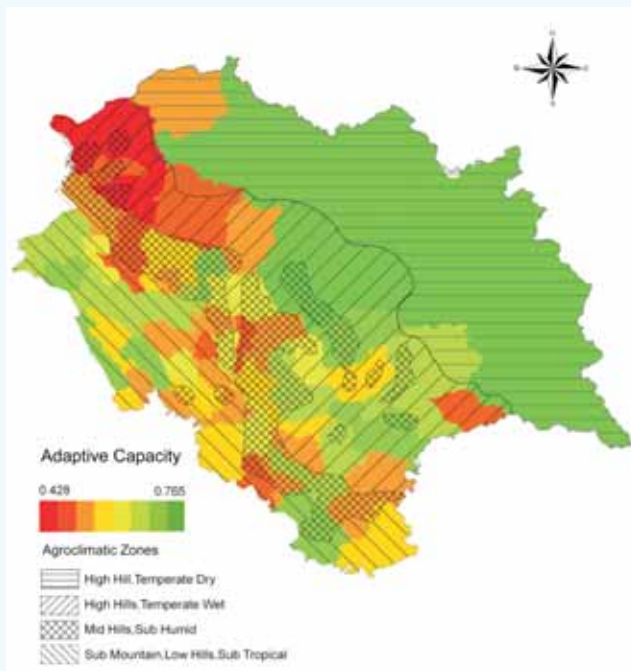 Adaptive Capacity
0.428 0.765
Agroclimatic Zones
High Hill,Temperate Dry
High Hills,Temperate Wet
Mid Hills,Sub Humid
Sub Mountain,Low Hills,Sub Tropical